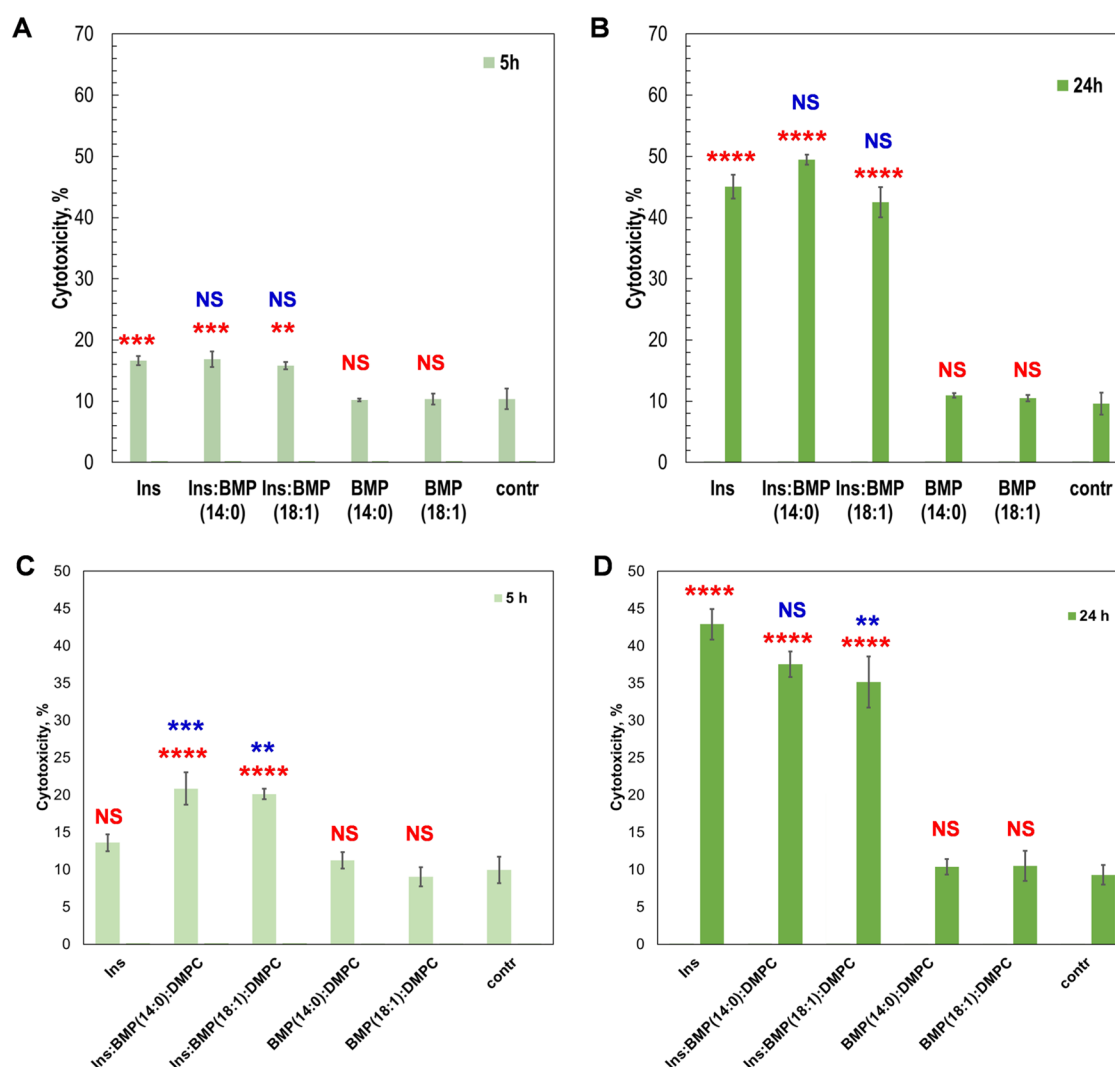 A
70
60
50
40
30
20
10
0
Cytotoxicity, %
5h
NS NS
*** *** **
NS NS
Ins Ins:BMP (14:0) Ins:BMP (18:1) BMP (14:0) BMP (18:1) contr
B
70
60
50
40
30
20
10
0
Cytotoxicity, %
24h
NS
NS
**** **** ****
NS NS
Ins Ins:BMP (14:0) Ins:BMP (18:1) BMP (14:0) BMP (18:1) contr
C
50
45
40
35
30
25
20
15
10
5
0
Cytotoxicity, %
5 h
*** **
**** ****
NS NS NS
Ins
Ins:BMP(14:0):DMPC
Ins:BMP(18:1):DMPC
BMP(14:0):DMPC
BMP(18:1):DMPC
contr
D
50
45
40
35
30
25
20
15
10
5
0
Cytotoxicity, %
24 h
****
NS **
**** ****
NS NS
Ins
Ins:BMP(14:0):DMPC
Ins:BMP(18:1):DMPC
BMP(14:0):DMPC
BMP(18:1):DMPC
contr